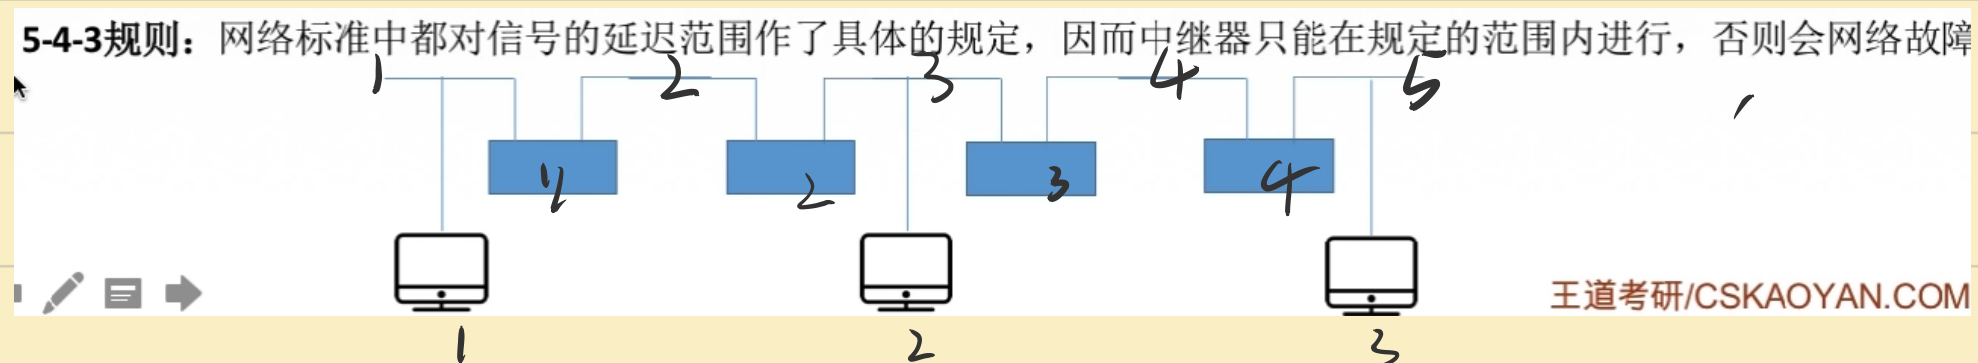 5-4-3规则：网络标准中都对信号的延迟范围作了具体的规定，因而中继器只能在规定的范围内进行，否则会网络故障
1 2 3 4 5
1 2 3 4
王道考研/CSKAOYAN.COM
1 2 3